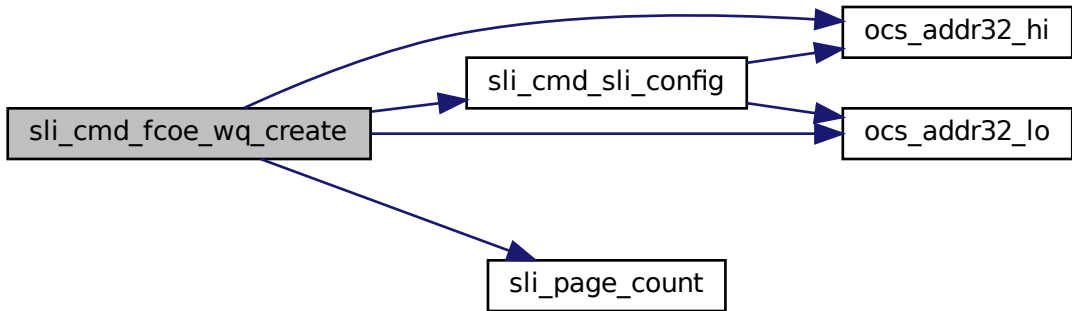 ocs_addr32_hi
sli_cmd_sli_config
sli_cmd_fcoe_wq_create
ocs_addr32_lo
sli_page_count